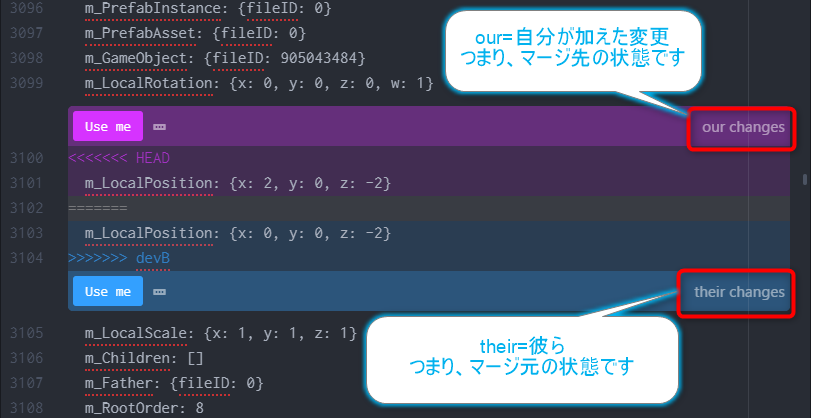 3096 m_PrefabInstance: {fileID: 0}
3097 m_PrefabAsset: {fileID: 0}
3098 m_GameObject: {fileID: 905043484}
3099 m_LocalRotation: {x: 0, y: 0, z: 0, w: 1}
our=自分が加えた変更
つまり、マージ先の状態です
Use me our changes
3100 <<<<<<< HEAD
3101 m_LocalPosition: {x: 2, y: 0, z: -2}
3102 =======
3103 m_LocalPosition: {x: 0, y: 0, z: -2}
3104 >>>>>>> devB
Use me their changes
3105 m_LocalScale: {x: 1, y: 1, z: 1}
3106 m_Children: []
3107 m_Father: {fileID: 0}
3108 m_RootOrder: 8
their=彼ら
つまり、マージ元の状態です